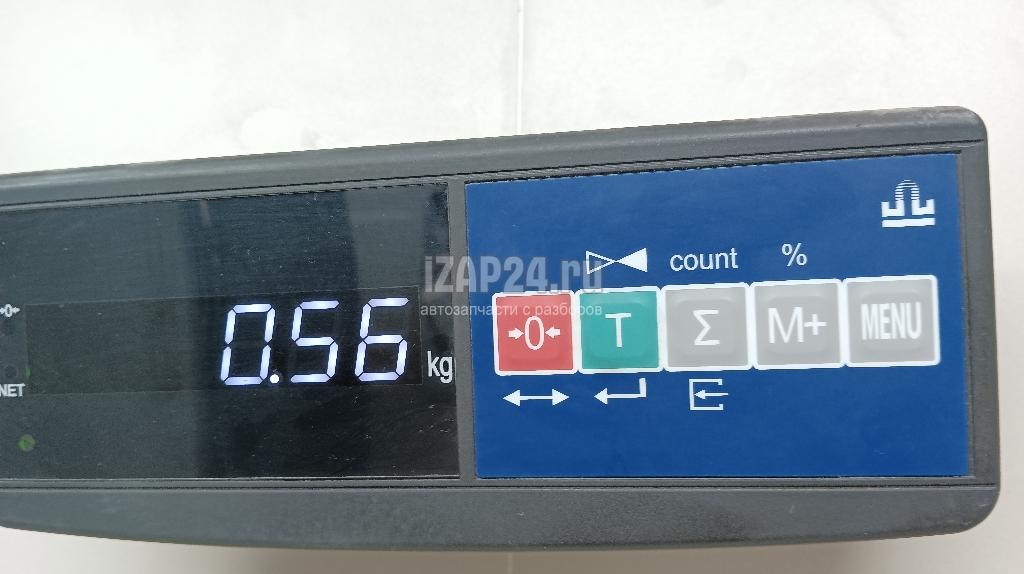 count %
iZAP24.ru
автозапчасти с разборов
→0←
0.56 kg
→0← T Σ M+ MENU
NET